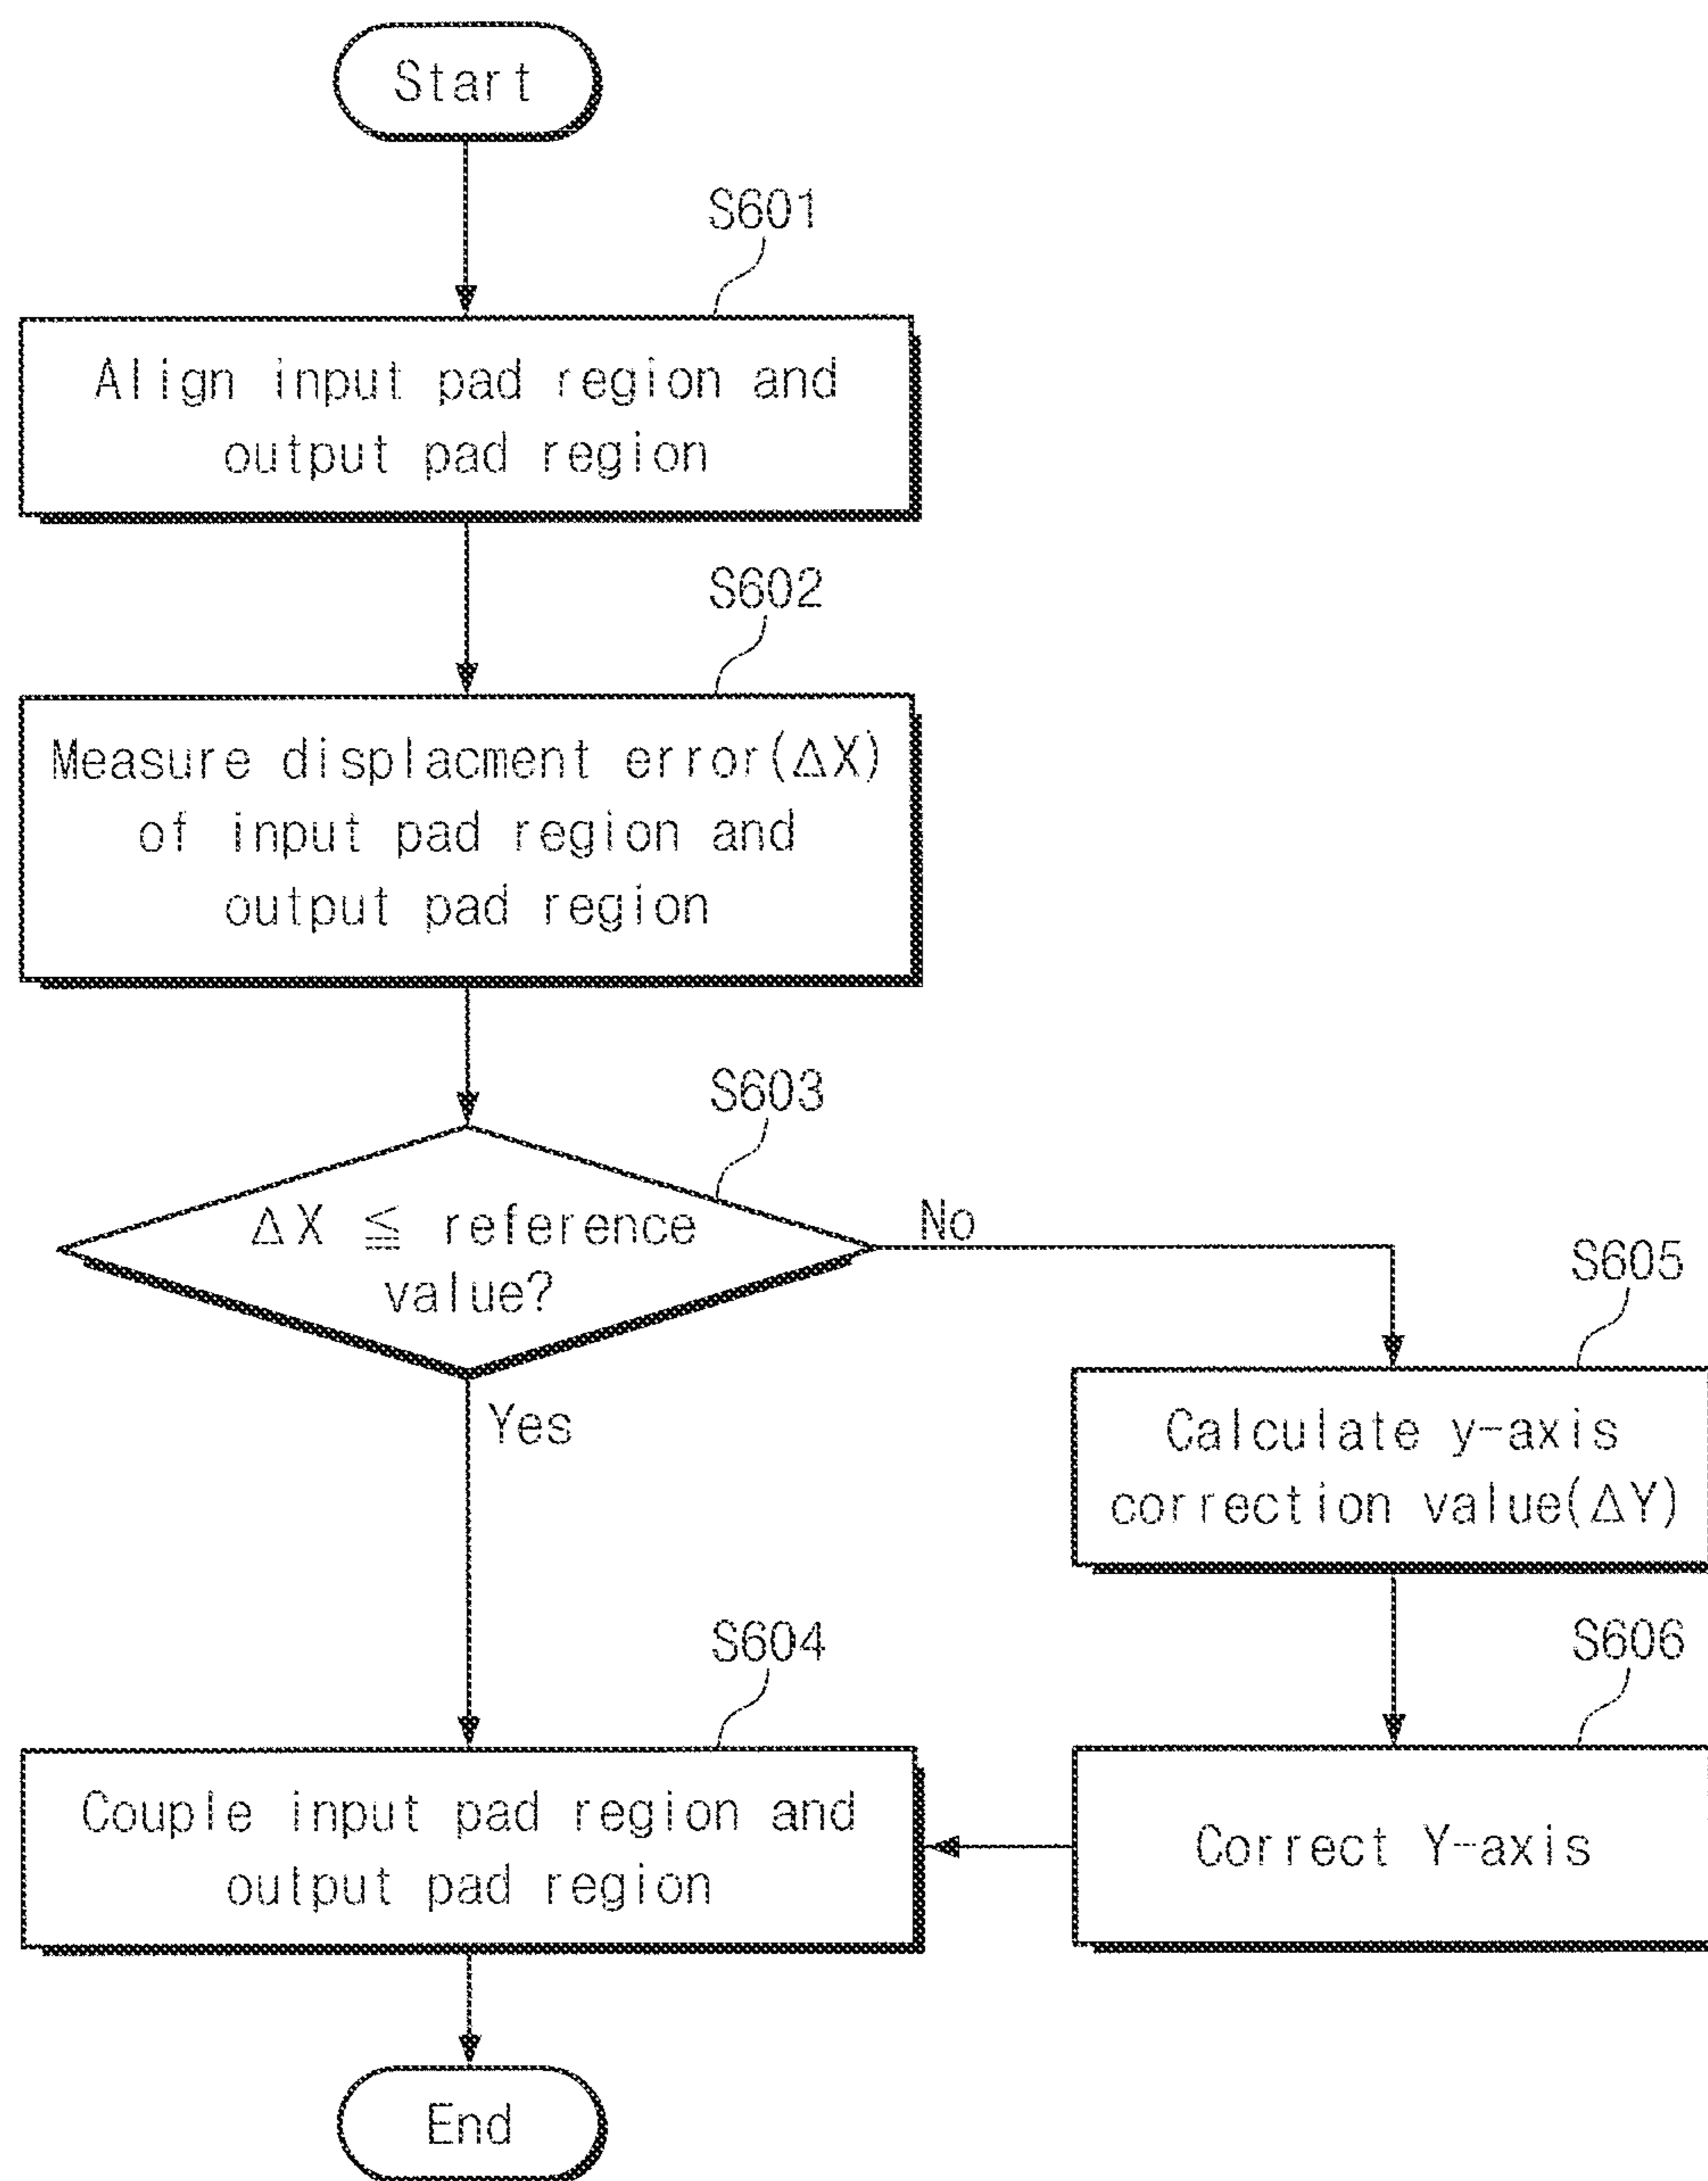 Start
S601
Align input pad region and
output pad region
S602
Measure displacment error(ΔX)
of input pad region and
output pad region
S603
ΔX ≦ reference
value?
No
Yes
S605
Calculate y-axis
correction value(ΔY)
S604
Couple input pad region and
output pad region
S606
Correct Y-axis
End